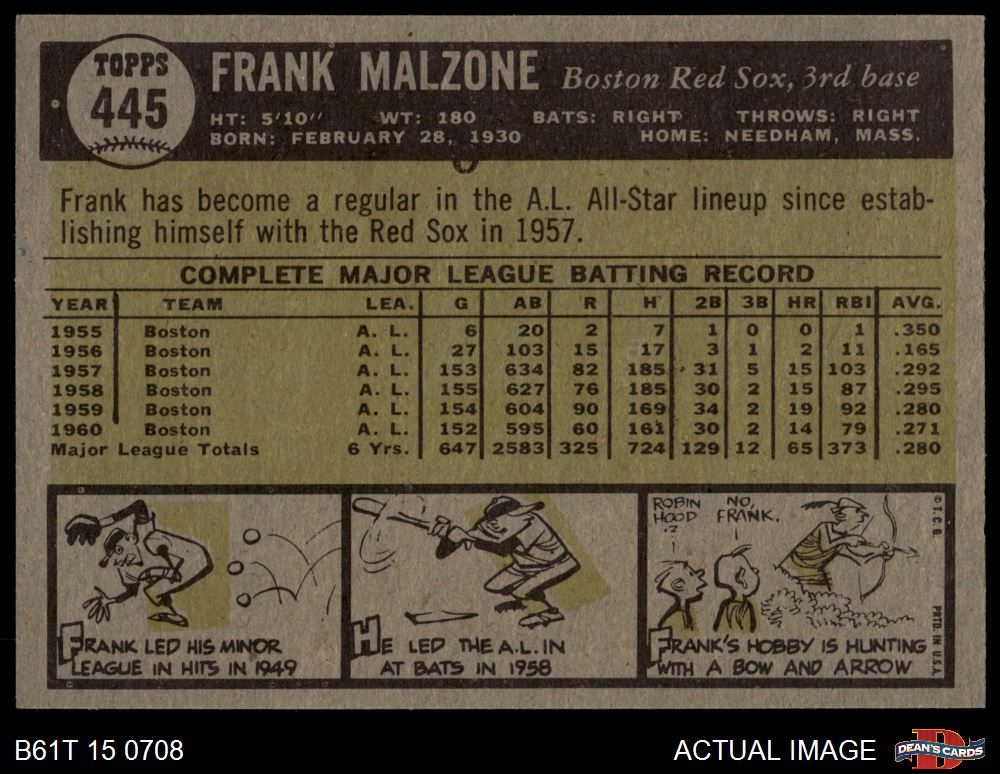 TOPPS
445
FRANK MALZONE Boston Red Sox, 3rd base
HT: 5'10" WT: 180 BATS: RIGHT THROWS: RIGHT
BORN: FEBRUARY 28, 1930 HOME: NEEDHAM, MASS.
Frank has become a regular in the A.L. All-Star lineup since estab-
lishing himself with the Red Sox in 1957.
COMPLETE MAJOR LEAGUE BATTING RECORD
YEAR TEAM LEA. G AB R H 2B 3B HR RBI AVG.
1955 Boston A. L. 6 20 2 7 1 0 0 1 .350
1956 Boston A. L. 27 103 15 17 3 1 2 11 .165
1957 Boston A. L. 153 634 82 185 31 5 15 103 .292
1958 Boston A. L. 155 627 76 185 30 2 15 87 .295
1959 Boston A. L. 154 604 90 169 34 2 19 92 .280
1960 Boston A. L. 152 595 60 161 30 2 14 79 .271
Major League Totals 6 Yrs. 647 2583 325 724 129 12 65 373 .280
FRANK LED HIS MINOR
LEAGUE IN HITS IN 1949
HE LED THE A.L. IN
AT BATS IN 1958
ROBIN
HOOD
?
NO,
FRANK.
FRANK'S HOBBY IS HUNTING
WITH A BOW AND ARROW
© T.C.G.
PRTD. IN U.S.A.
B61T 15 0708
ACTUAL IMAGE
D
DEAN'S CARDS